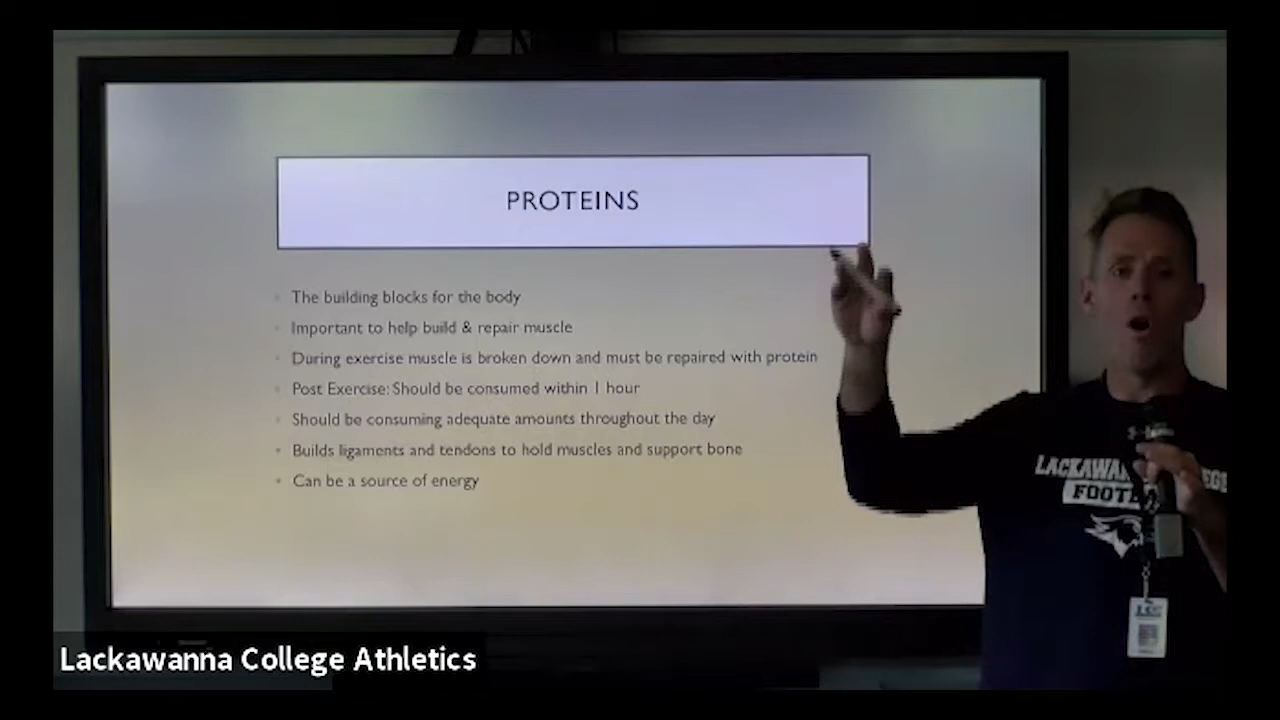 PROTEINS
The building blocks for the body
Important to help build & repair muscle
During exercise muscle is broken down and must be repaired with protein
Post Exercise: Should be consumed within 1 hour
Should be consuming adequate amounts throughout the day
Builds ligaments and tendons to hold muscles and support bone
Can be a source of energy
LACKAWAN EGE
FOOTB
Lackawanna College Athletics